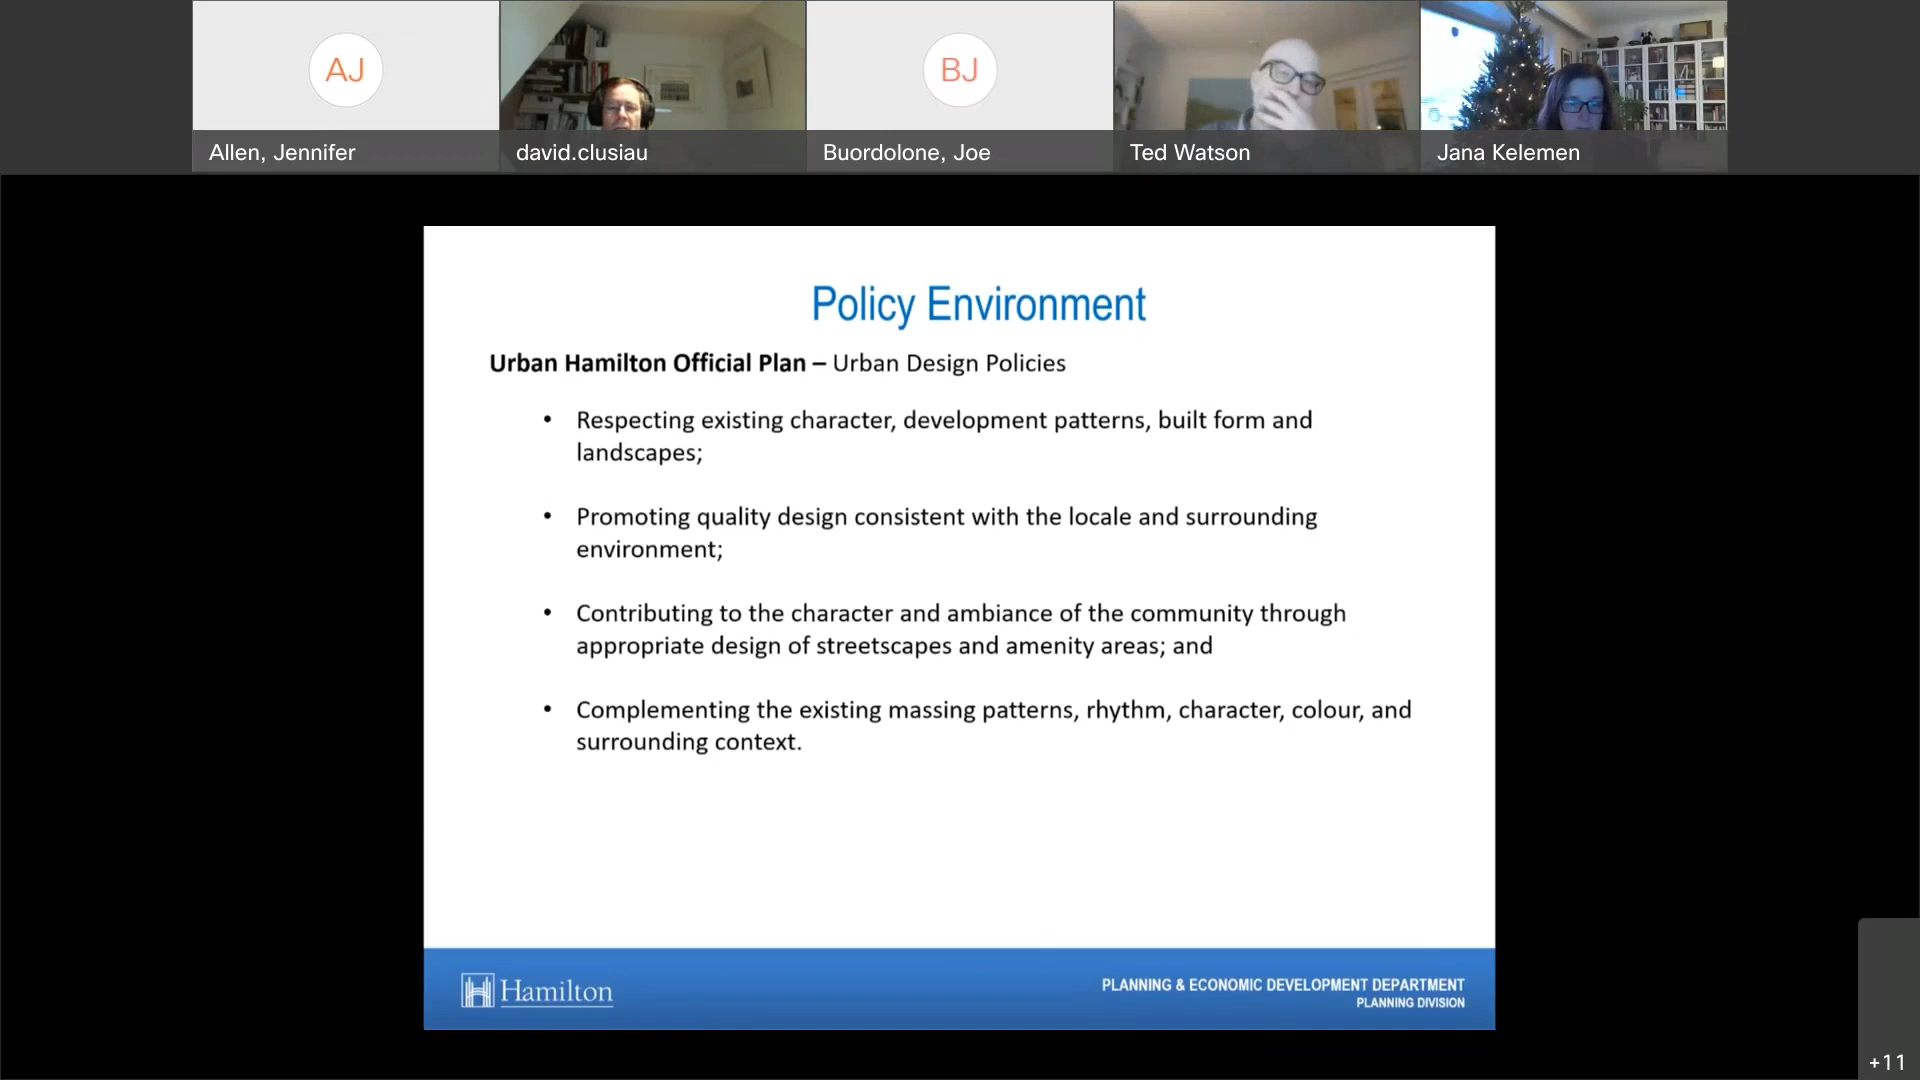 AJ
BJ
Allen, Jennifer
david.clusiau
Buordolone, Joe
Ted Watson
Jana Kelemen
Policy Environment
Urban Hamilton Official Plan – Urban Design Policies
• Respecting existing character, development patterns, built form and
landscapes;
• Promoting quality design consistent with the locale and surrounding
environment;
• Contributing to the character and ambiance of the community through
appropriate design of streetscapes and amenity areas; and
• Complementing the existing massing patterns, rhythm, character, colour, and
surrounding context.
Hamilton
PLANNING & ECONOMIC DEVELOPMENT DEPARTMENT
PLANNING DIVISION
+11